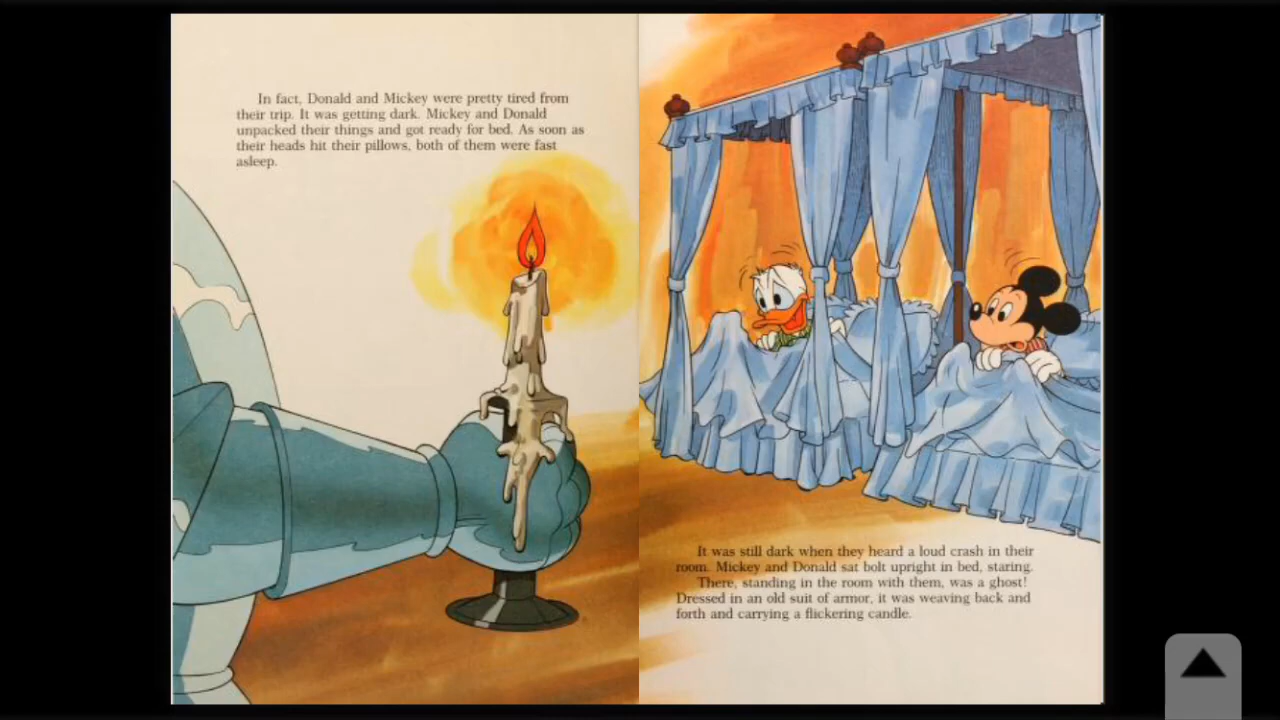 In fact, Donald and Mickey were pretty tired from
their trip. It was getting dark. Mickey and Donald
unpacked their things and got ready for bed. As soon as
their heads hit their pillows, both of them were fast
asleep.
It was still dark when they heard a loud crash in their
room. Mickey and Donald sat bolt upright in bed, staring.
There, standing in the room with them, was a ghost!
Dressed in an old suit of armor, it was weaving back and
forth and carrying a flickering candle.